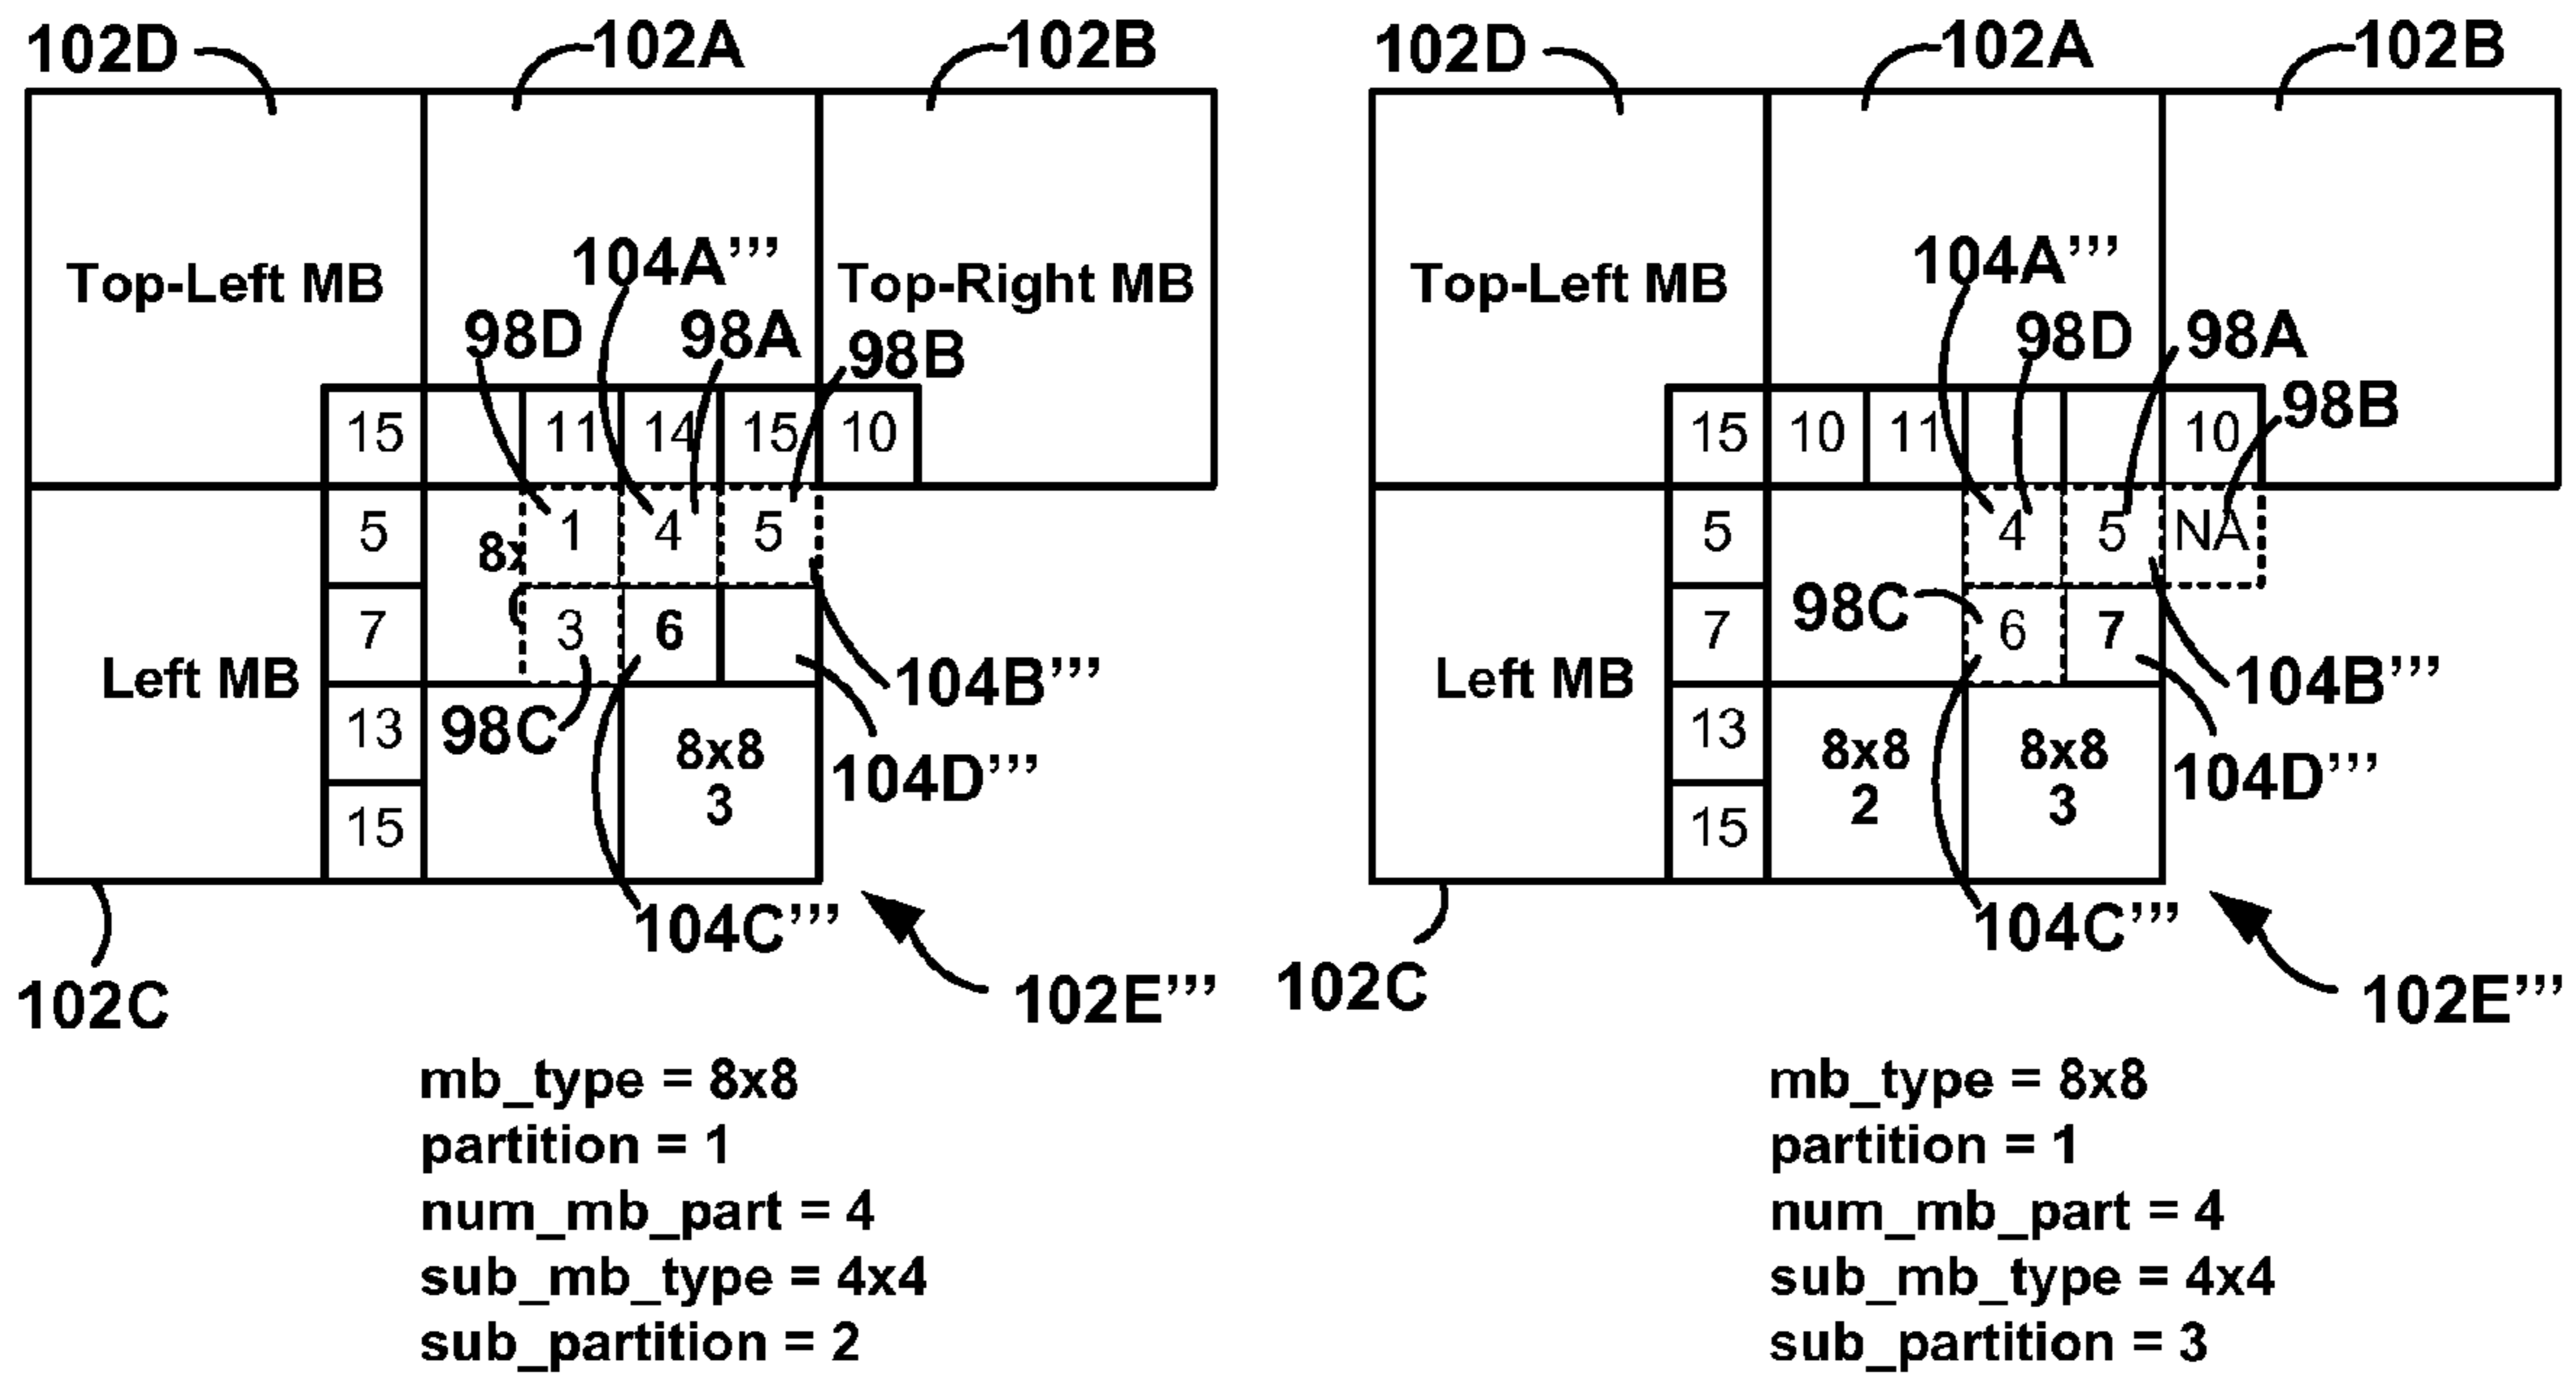 102D 102A 102B 102D 102A 102B
104A’’’ 104A’’’
Top-Left MB Top-Right MB Top-Left MB
98D 98A 98B 98D 98A
98B
15 11 14 15 10 15 10 11 10
5 8x 1 4 5 5 4 5 NA
7 3 6 7 98C 6 7
Left MB 104B’’’ Left MB 104B’’’
13 98C 8x8 13 8x8 8x8
104D’’’ 104D’’’
15 3 15 2 3
104C’’’ 104C’’’
102C 102E’’’ 102C 102E’’’
mb_type = 8x8
partition = 1
num_mb_part = 4
sub_mb_type = 4x4
sub_partition = 2
mb_type = 8x8
partition = 1
num_mb_part = 4
sub_mb_type = 4x4
sub_partition = 3